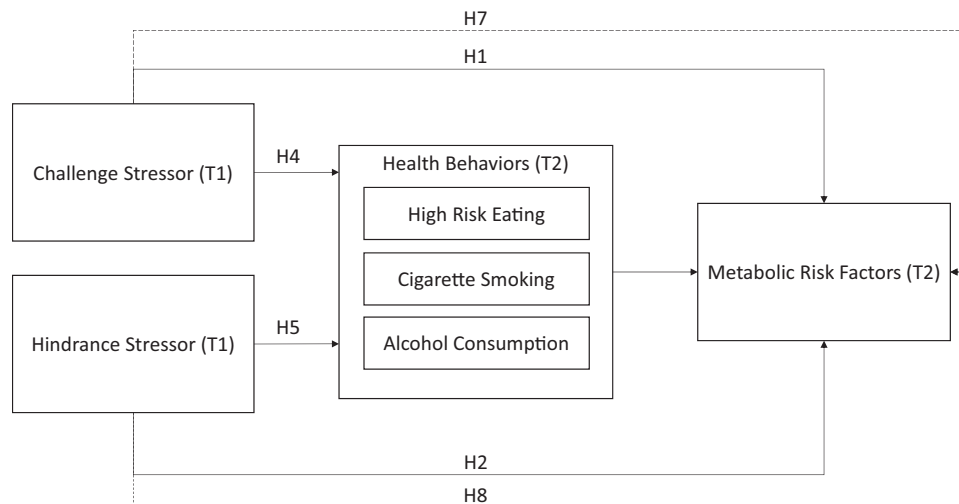 H7
H1
Challenge Stressor (T1)
H4
Health Behaviors (T2)
High Risk Eating
Cigarette Smoking
Alcohol Consumption
Hindrance Stressor (T1)
H5
Metabolic Risk Factors (T2)
H2
H8